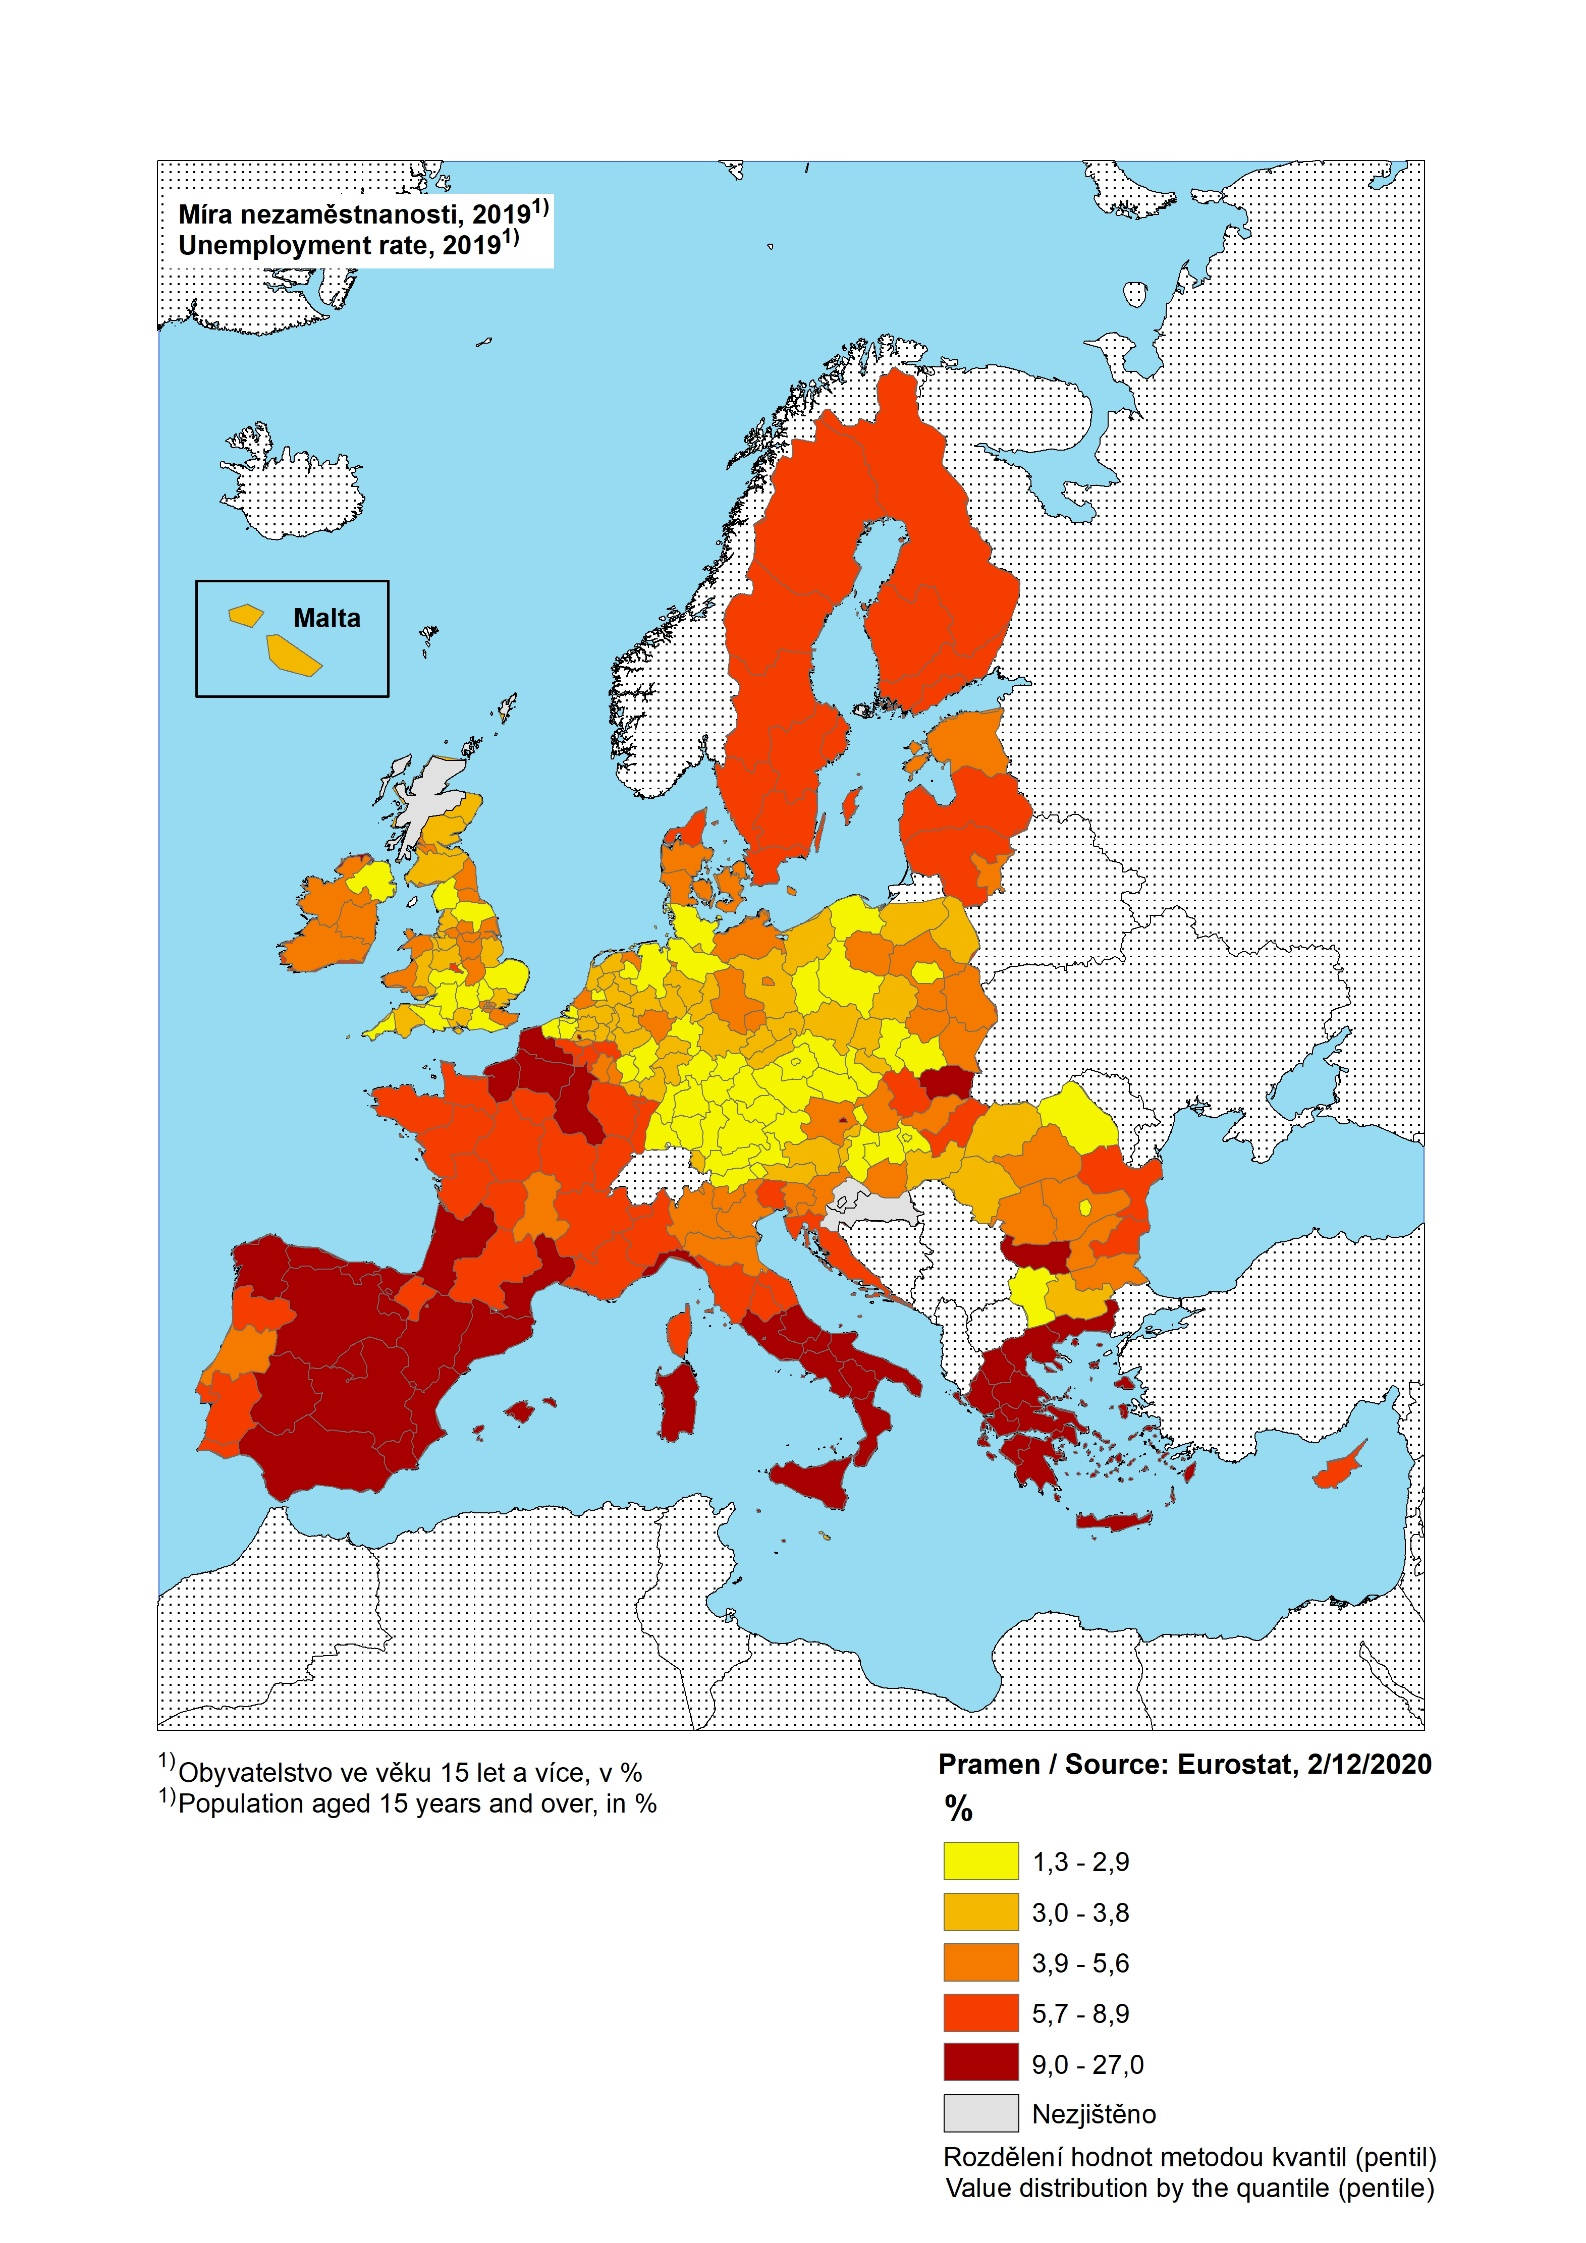 Míra nezaměstnanosti, 2019¹⁾
Unemployment rate, 2019¹⁾
Malta
¹⁾Obyvatelstvo ve věku 15 let a více, v %
¹⁾Population aged 15 years and over, in %
Pramen / Source: Eurostat, 2/12/2020
%
1,3 - 2,9
3,0 - 3,8
3,9 - 5,6
5,7 - 8,9
9,0 - 27,0
Nezjištěno
Rozdělení hodnot metodou kvantil (pentil)
Value distribution by the quantile (pentile)